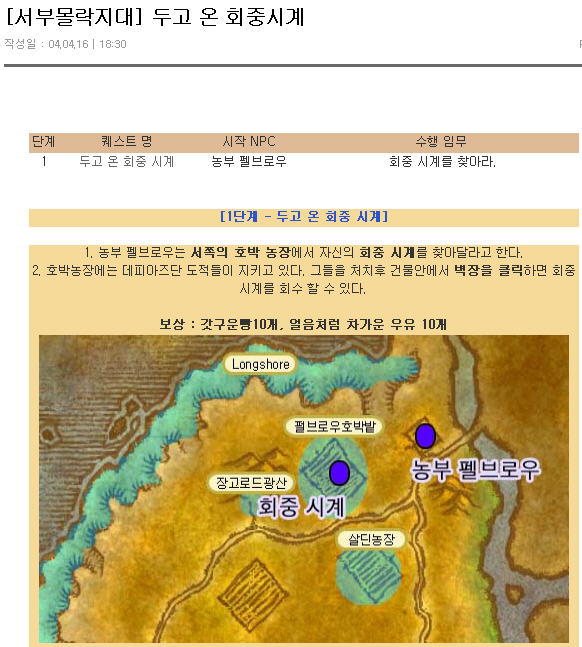 [서부몰락지대] 두고 온 회중시계
작성일 : 04.04.16 | 18:30
단계 퀘스트 명 시작 NPC 수행 임무
1 두고 온 회중 시계 농부 펠브로우 회중 시계를 찾아라.
[1단계 - 두고 온 회중 시계]
1. 농부 펠브로우는 서쪽의 호박 농장에서 자신의 회중 시계를 찾아달라고 한다.
2. 호박농장에는 데피아즈단 도적들이 지키고 있다. 그들을 처치후 건물안에서 벽장을 클릭하면 회중
시계를 회수 할 수 있다.
보상 : 갓구운빵10개, 얼음처럼 차가운 우유 10개
Longshore
펄브로우호박밭
농부 펠브로우
장고로드광산
회중 시계
살딘농장